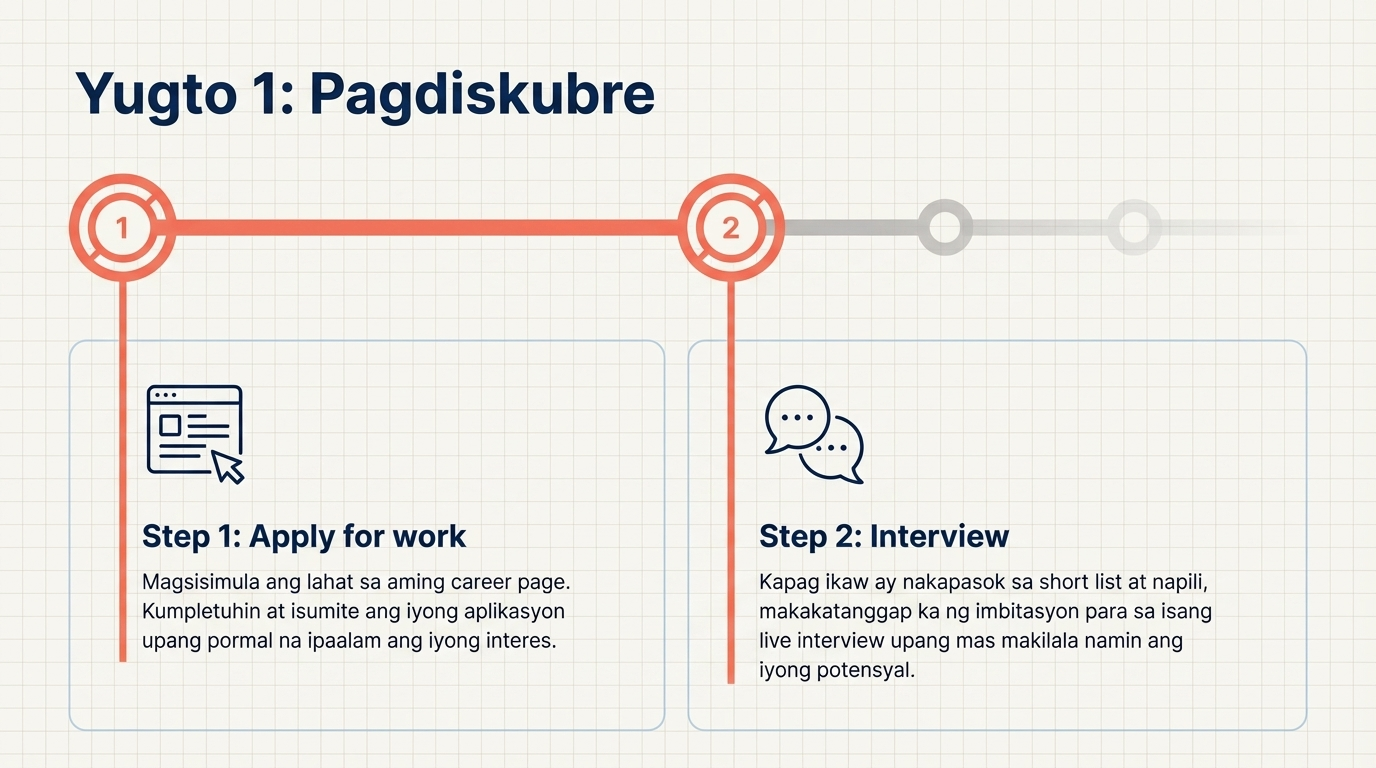 Yugto 1: Pagdiskubre
1
2
Step 1: Apply for work
Magsisimula ang lahat sa aming career page.
Kumpletuhin at isumite ang iyong aplikasyon
upang pormal na ipaalam ang iyong interes.
Step 2: Interview
Kapag ikaw ay nakapasok sa short list at napili,
makakatanggap ka ng imbitasyon para sa isang
live interview upang mas makilala namin ang
iyong potensyal.